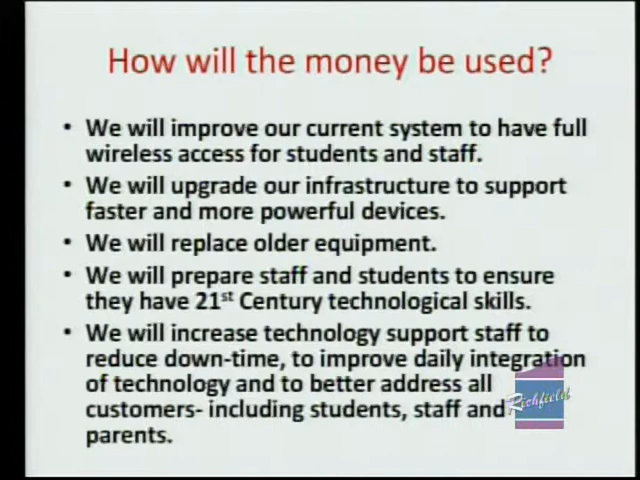 How will the money be used?
• We will improve our current system to have full
wireless access for students and staff.
• We will upgrade our infrastructure to support
faster and more powerful devices.
• We will replace older equipment.
• We will prepare staff and students to ensure
they have 21st Century technological skills.
• We will increase technology support staff to
reduce down-time, to improve daily integration
of technology and to better address all
customers- including students, staff and
parents.
Richfield